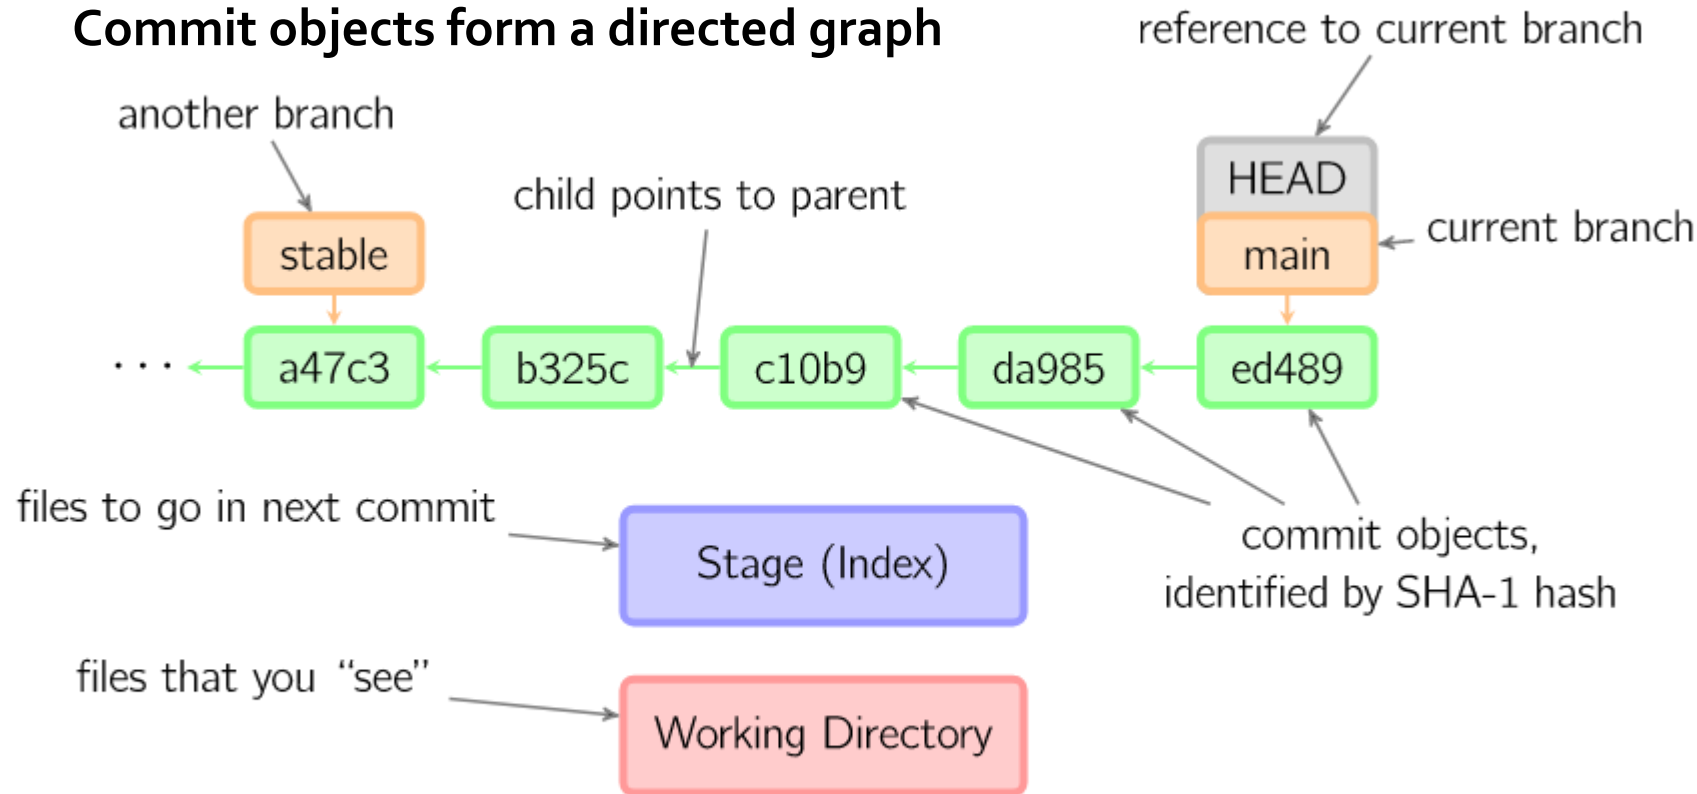 Commit objects form a directed graph
reference to current branch
another branch
HEAD
child points to parent
current branch
stable
main
... a47c3 b325c c10b9 da985 ed489
files to go in next commit
Stage (Index)
commit objects,
identified by SHA-1 hash
files that you “see”
Working Directory